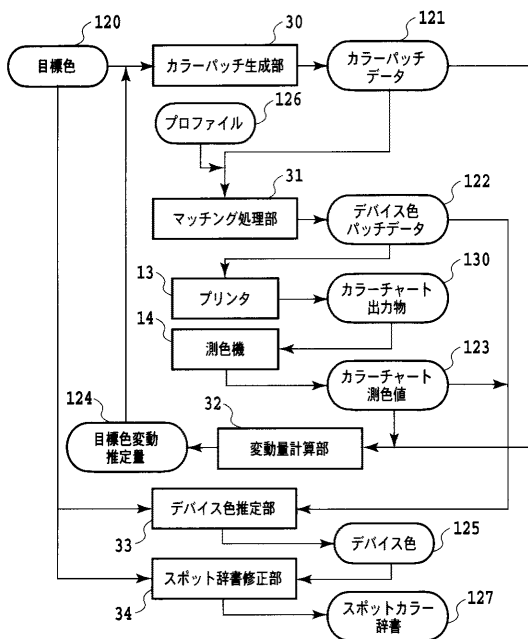 120
目標色
30
カラーパッチ生成部
121
カラーパッチ
データ
プロファイル
126
31
マッチング処理部
122
デバイス色
パッチデータ
13
プリンタ
130
カラーチャート
出力物
14
測色機
123
カラーチャート
測色値
124
目標色変動
推定量
32
変動量計算部
デバイス色推定部
33
125
デバイス色
スポット辞書修正部
34
127
スポットカラー
辞書